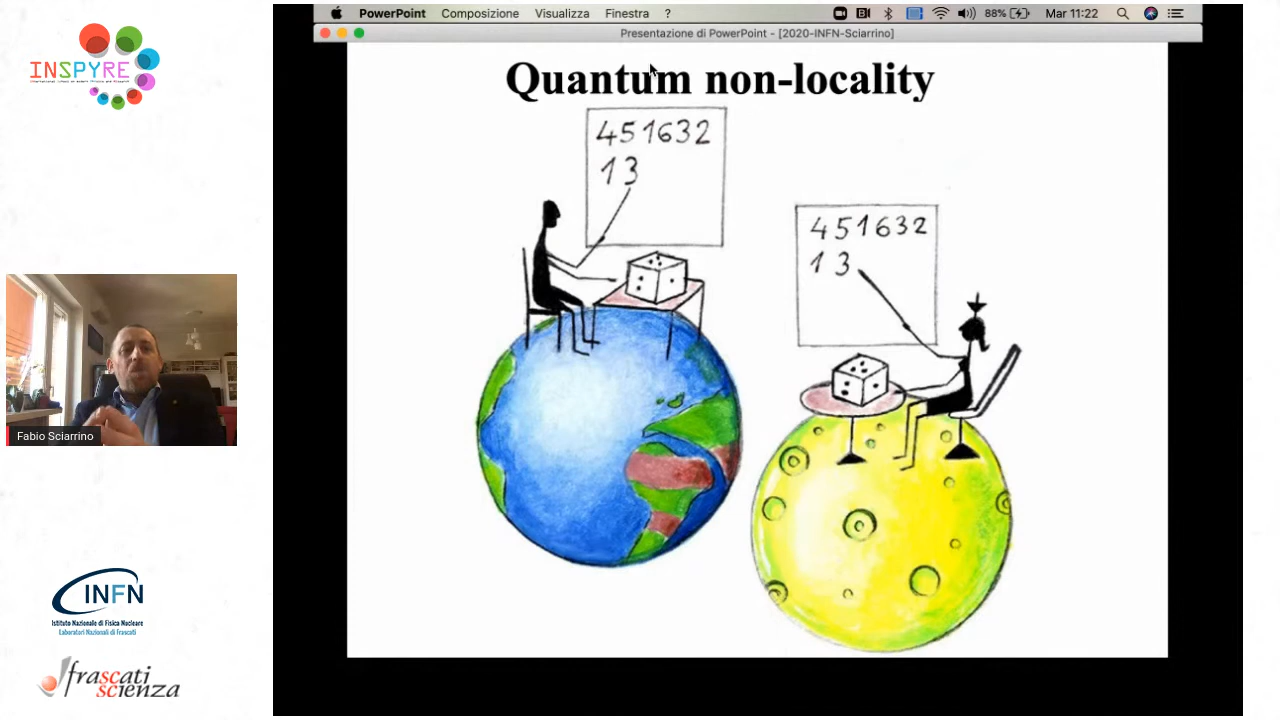 INSPYRE
PowerPoint Composizione Visualizza Finestra ? 88% Mar 11:22
Presentazione di PowerPoint - [2020-INFN-Sciarrino]
Quantum non-locality
451632
13
451632
13
Fabio Sciarrino
INFN
Istituto Nazionale di Fisica Nucleare
Laboratori Nazionali di Frascati
frascati
scienza